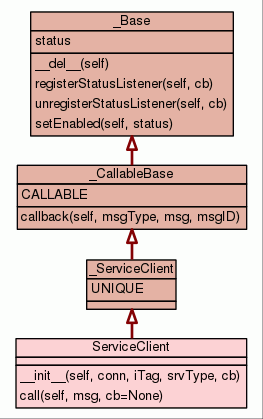 _Base
status
__del__(self)
registerStatusListener(self, cb)
unregisterStatusListener(self, cb)
setEnabled(self, status)
_CallableBase
CALLABLE
callback(self, msgType, msg, msgID)
_ServiceClient
UNIQUE
ServiceClient
__init__(self, conn, iTag, srvType, cb)
call(self, msg, cb=None)